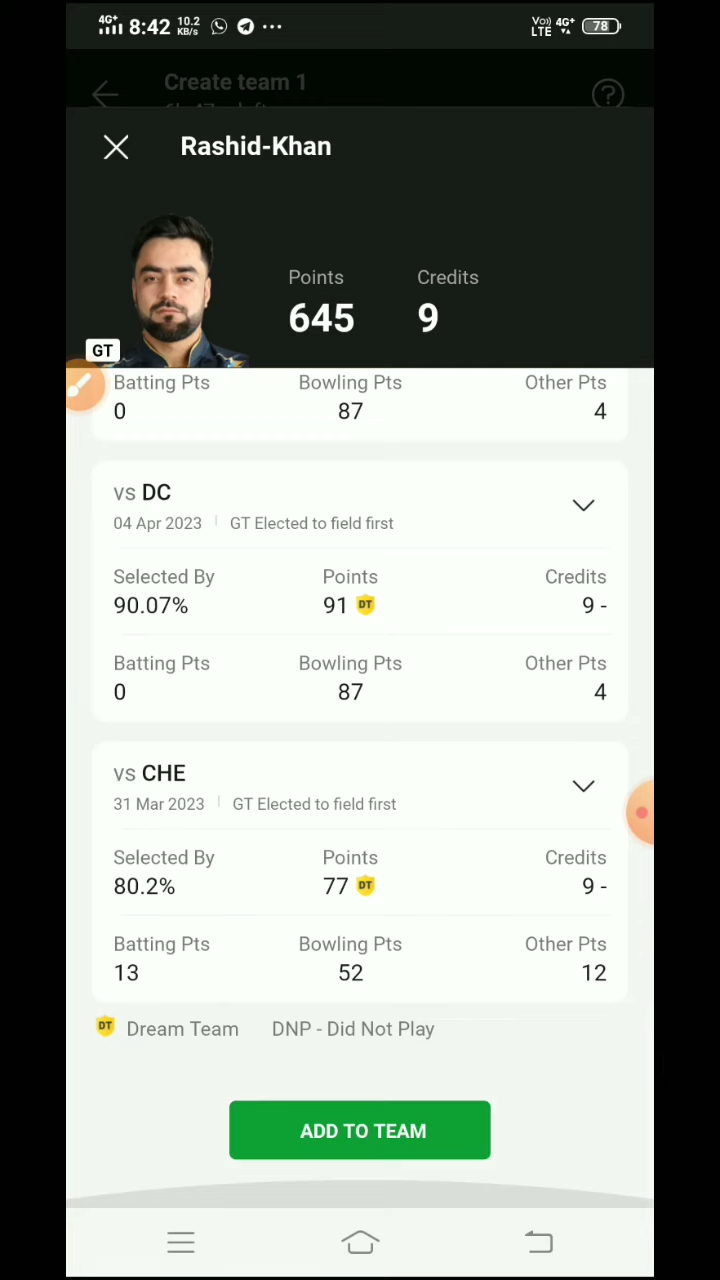 4G+ 8:42 10.2 KB/s ... Vo) LTE 4G+ 78
Create team 1
Rashid-Khan
Points Credits
645 9
GT
Batting Pts Bowling Pts Other Pts
0 87 4
vs DC
04 Apr 2023 GT Elected to field first
Selected By Points Credits
90.07% 91 DT 9 -
Batting Pts Bowling Pts Other Pts
0 87 4
vs CHE
31 Mar 2023 GT Elected to field first
Selected By Points Credits
80.2% 77 DT 9 -
Batting Pts Bowling Pts Other Pts
13 52 12
DT Dream Team DNP - Did Not Play
ADD TO TEAM